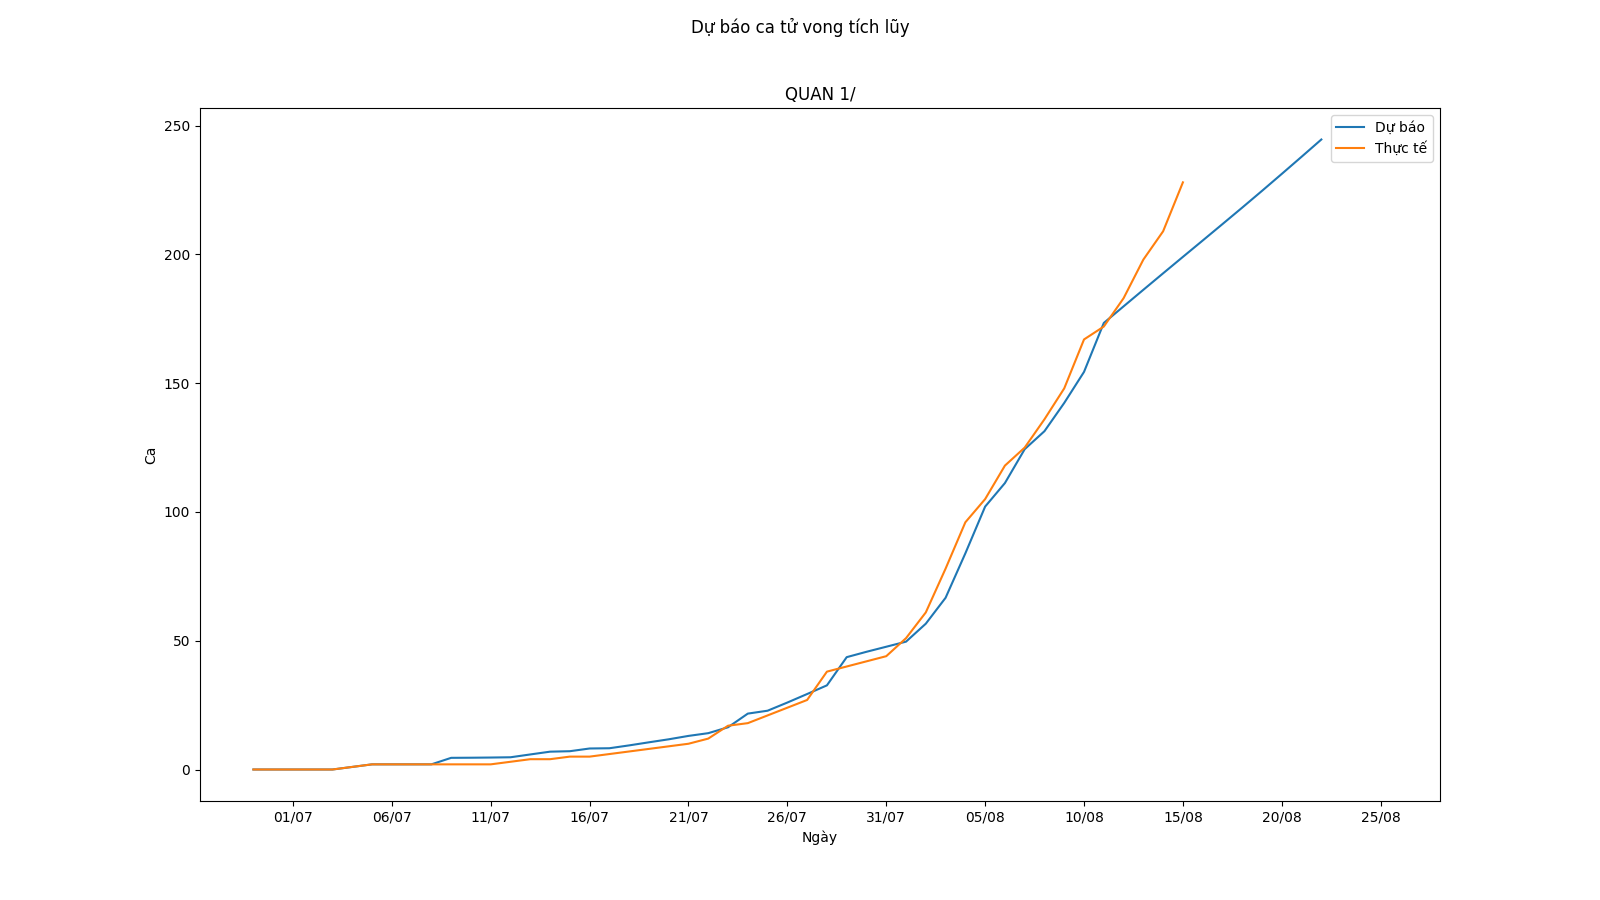 Dự báo ca tử vong tích lũy
QUAN 1/
Dự báo
Thực tế
250
200
150
100
50
0
Ca
01/07 06/07 11/07 16/07 21/07 26/07 31/07 05/08 10/08 15/08 20/08 25/08
Ngày